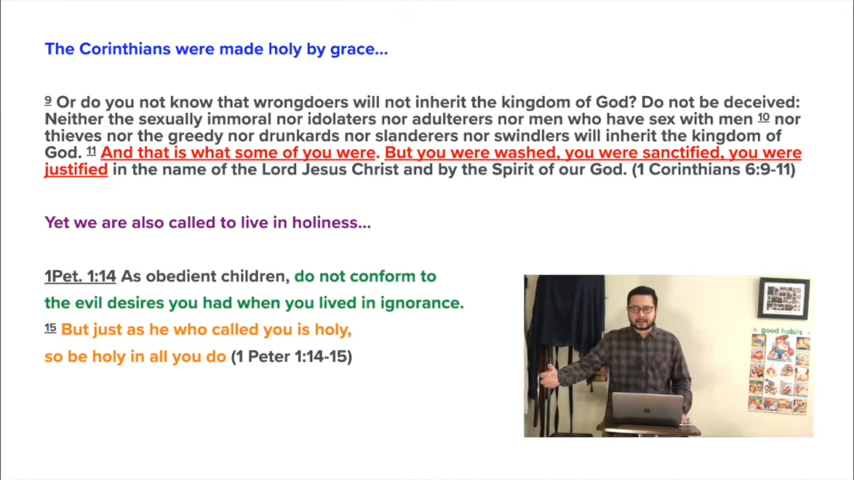 The Corinthians were made holy by grace...
9 Or do you not know that wrongdoers will not inherit the kingdom of God? Do not be deceived:
Neither the sexually immoral nor idolaters nor adulterers nor men who have sex with men 10 nor
thieves nor the greedy nor drunkards nor slanderers nor swindlers will inherit the kingdom of
God. 11 And that is what some of you were. But you were washed, you were sanctified, you were
justified in the name of the Lord Jesus Christ and by the Spirit of our God. (1 Corinthians 6:9-11)
Yet we are also called to live in holiness...
1Pet. 1:14 As obedient children, do not conform to
the evil desires you had when you lived in ignorance.
15 But just as he who called you is holy,
so be holy in all you do (1 Peter 1:14-15)
good habits